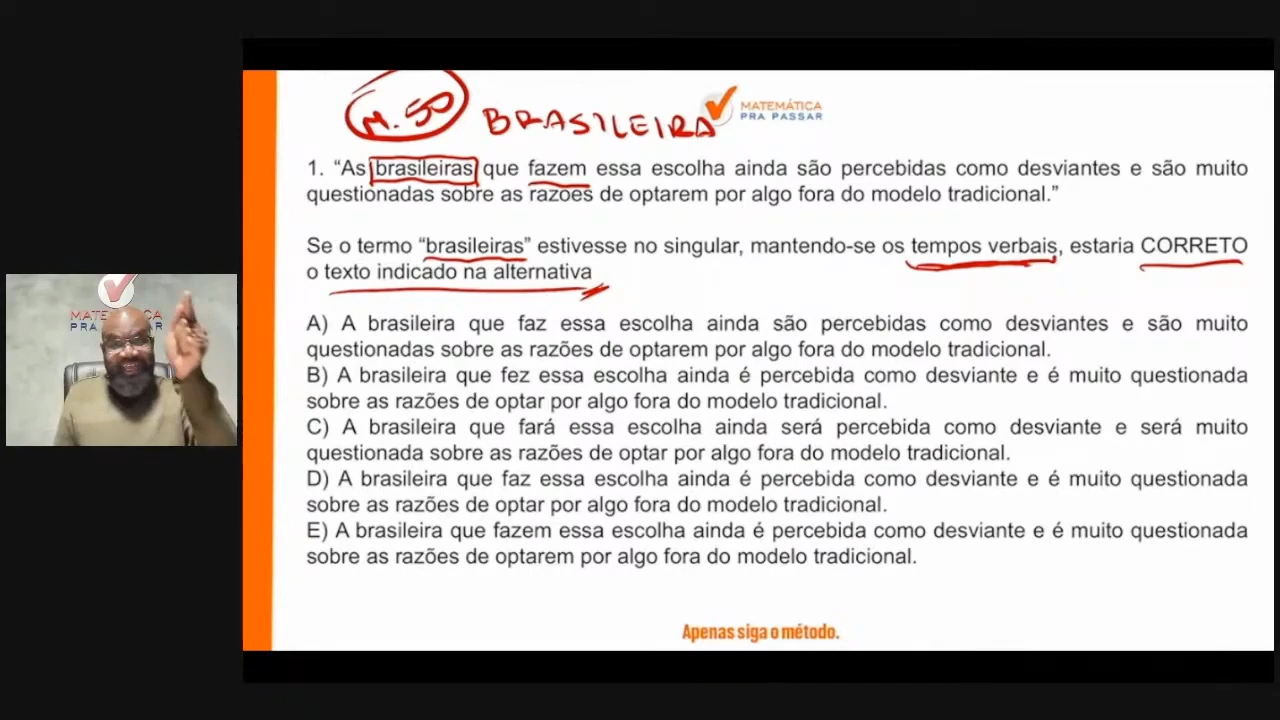 M. 50 BRASILEIRA
MATEMÁTICA
PRA PASSAR
1. “As brasileiras que fazem essa escolha ainda são percebidas como desviantes e são muito
questionadas sobre as razões de optarem por algo fora do modelo tradicional.”
Se o termo “brasileiras” estivesse no singular, mantendo-se os tempos verbais, estaria CORRETO
o texto indicado na alternativa
A) A brasileira que faz essa escolha ainda são percebidas como desviantes e são muito
questionadas sobre as razões de optarem por algo fora do modelo tradicional.
B) A brasileira que fez essa escolha ainda é percebida como desviante e é muito questionada
sobre as razões de optar por algo fora do modelo tradicional.
C) A brasileira que fará essa escolha ainda será percebida como desviante e será muito
questionada sobre as razões de optar por algo fora do modelo tradicional.
D) A brasileira que faz essa escolha ainda é percebida como desviante e é muito questionada
sobre as razões de optar por algo fora do modelo tradicional.
E) A brasileira que fazem essa escolha ainda é percebida como desviante e é muito questionada
sobre as razões de optarem por algo fora do modelo tradicional.
Apenas siga o método.